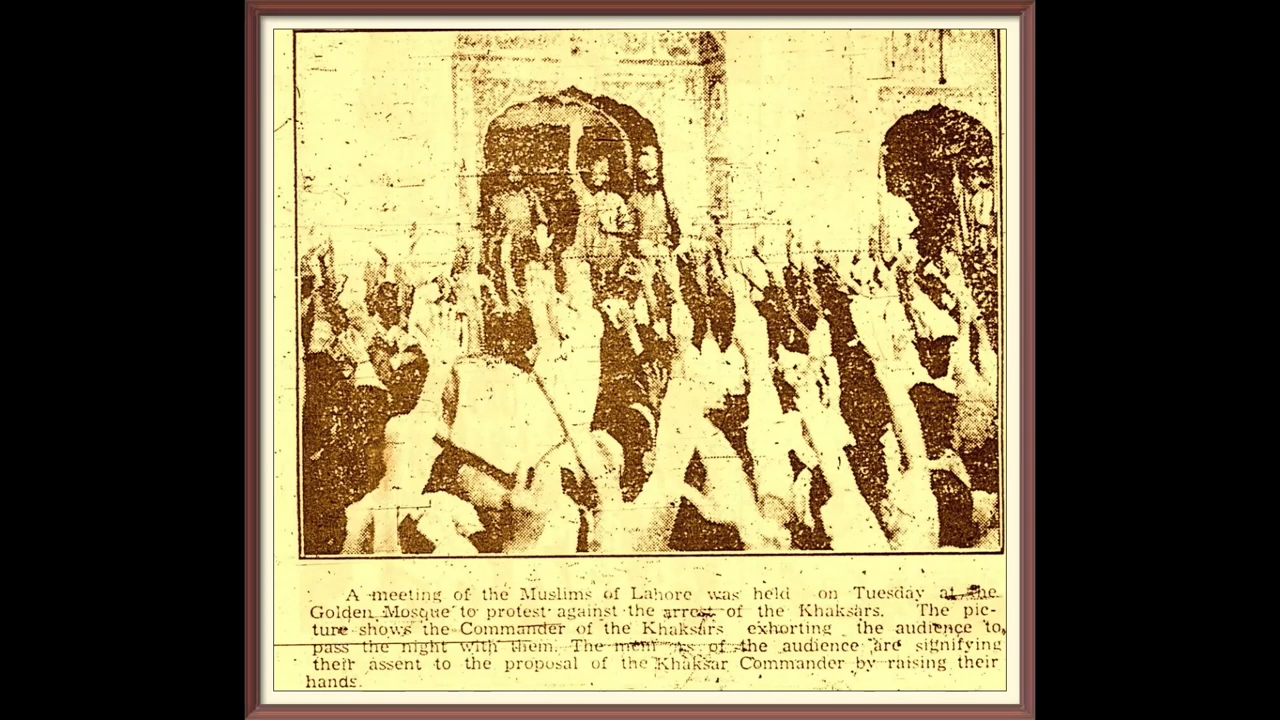 A meeting of the Muslims of Lahore was held on Tuesday at the
Golden Mosque to protest against the arrest of the Khaksars. The pic-
ture shows the Commander of the Khaksars exhorting the audience to
pass the night with them. The of the audience are signifying
their assent to the proposal of the Khaksar Commander by raising their
hands.